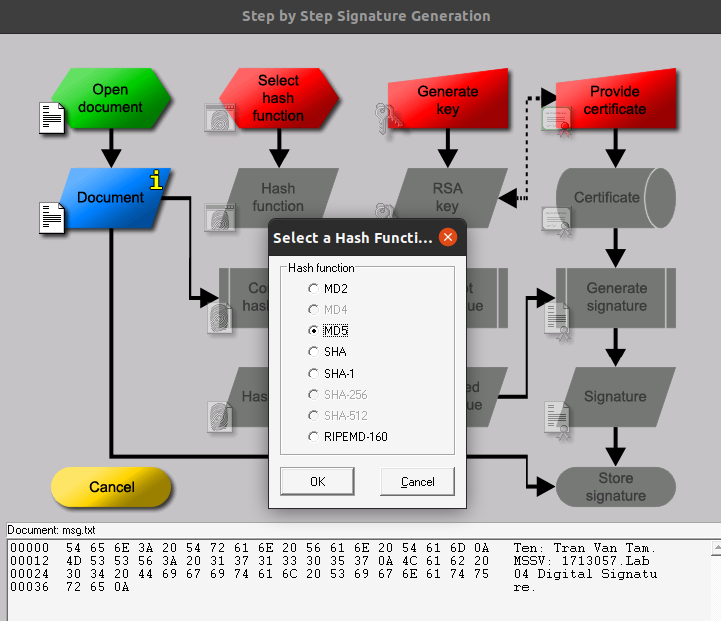 Step by Step Signature Generation
Open
document
Select
hash
function
Generate
key
Provide
certificate
i
Document
Hash
function
RSA
key
Certificate
Select a Hash Functi...
Hash function
MD2
MD4
MD5
SHA
SHA-1
SHA-256
SHA-512
RIPEMD-160
OK
Cancel
Generate
signature
Signature
Cancel
Store
signature
Document: msg.txt
00000 54 65 6E 3A 20 54 72 61 6E 20 56 61 6E 20 54 61 6D 0A Ten: Tran Van Tam.
00012 4D 53 53 56 3A 20 31 37 31 33 30 35 37 0A 4C 61 62 20 MSSV: 1713057.Lab
00024 30 34 20 44 69 67 69 74 61 6C 20 53 69 67 6E 61 74 75 04 Digital Signatu
00036 72 65 0A re.